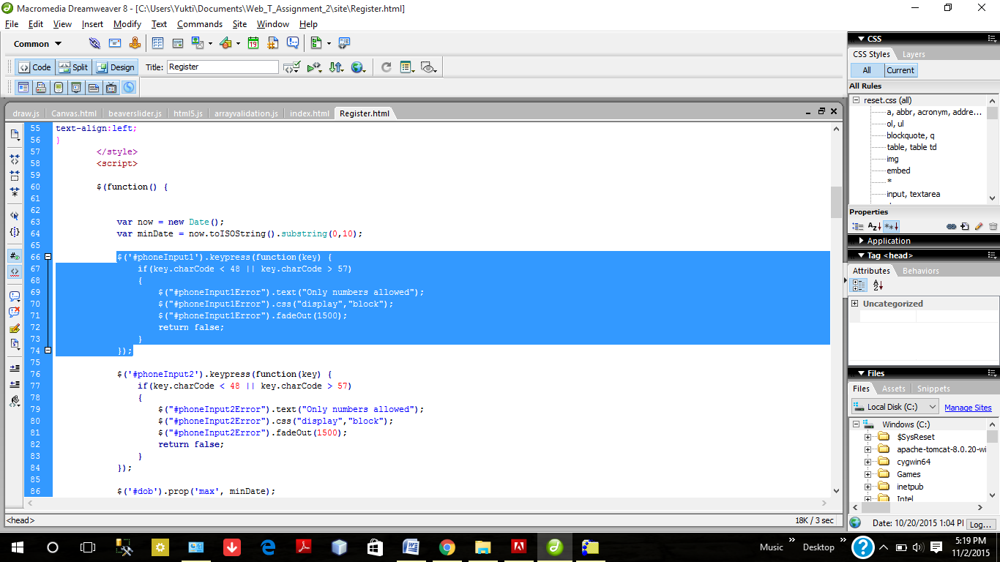 Macromedia Dreamweaver 8 - [C:\Users\Yukti\Documents\Web_T_Assignment_2\site\Register.html]
File Edit View Insert Modify Text Commands Site Window Help
Common
Code Split Design Title: Register
draw.js Canvas.html beaverslider.js html5.js arrayvalidation.js index.html Register.html
55 text-align:left;
56 }
57 </style>
58 <script>
59
60 $(function() {
61
62
63 var now = new Date();
64 var minDate = now.toISOString().substring(0,10);
65
66 $('#phoneInput1').keypress(function(key) {
67 if(key.charCode < 48 || key.charCode > 57)
68 {
69 $("#phoneInput1Error").text("Only numbers allowed");
70 $("#phoneInput1Error").css("display","block");
71 $("#phoneInput1Error").fadeOut(1500);
72 return false;
73 }
74 });
75
76 $('#phoneInput2').keypress(function(key) {
77 if(key.charCode < 48 || key.charCode > 57)
78 {
79 $("#phoneInput2Error").text("Only numbers allowed");
80 $("#phoneInput2Error").css("display","block");
81 $("#phoneInput2Error").fadeOut(1500);
82 return false;
83 }
84 });
85
86 $('#dob').prop('max', minDate);
<head>
18K / 3 sec
CSS
CSS Styles Layers
All Current
All Rules
reset.css (all)
a, abbr, acronym, addre...
ol, ul
blockquote, q
table, table td
img
embed
*
input, textarea
Properties
Application
Tag <head>
Attributes Behaviors
Uncategorized
Files
Files Assets Snippets
Local Disk (C:) Manage Sites
Windows (C:)
$SysReset
apache-tomcat-8.0.20-wi
cygwin64
Games
inetpub
Intel
Date: 10/20/2015 1:04 PI Log...
Music Desktop 5:19 PM
11/2/2015